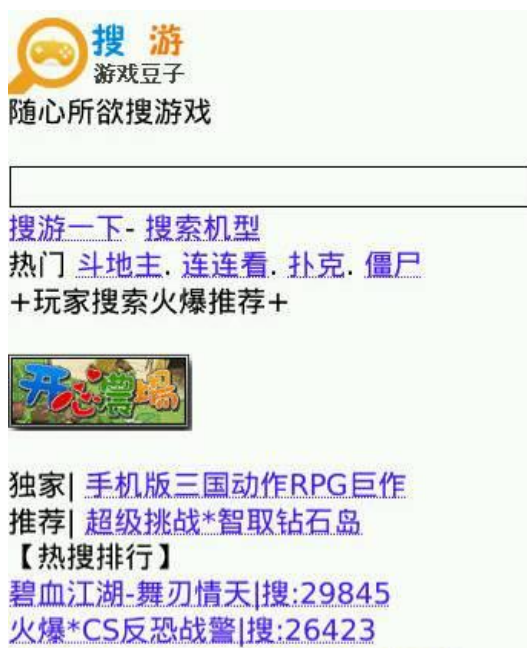 搜 游
游戏豆子
随心所欲搜游戏
搜游一下- 搜索机型
热门 斗地主. 连连看. 扑克. 僵尸
+玩家搜索火爆推荐+
开心農場
独家| 手机版三国动作RPG巨作
推荐| 超级挑战*智取钻石岛
【热搜排行】
碧血江湖-舞刃情天|搜:29845
火爆*CS反恐战警|搜:26423